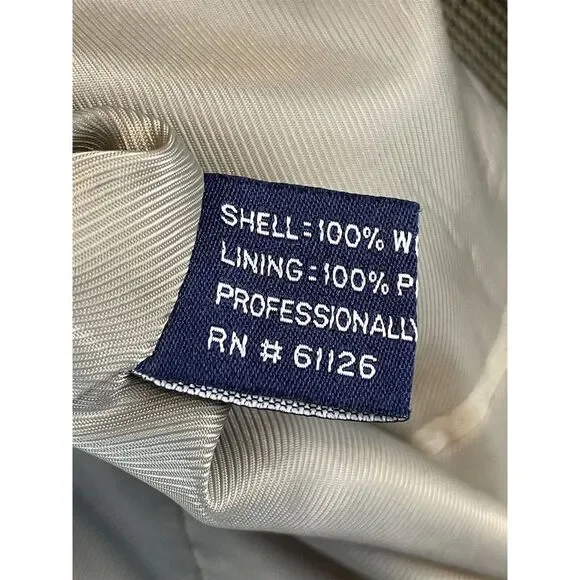 SHELL: 100% W
LINING: 100% P
PROFESSIONALLY
RN # 61126